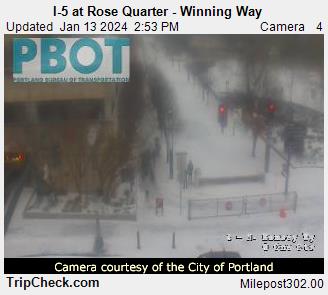 I-5 at Rose Quarter - Winning Way
Updated Jan 13 2024 2:53 PM Camera 4
PBOT
PORTLAND BUREAU OF TRANSPORTATION
Camera courtesy of the City of Portland
TripCheck.com Milepost302.00